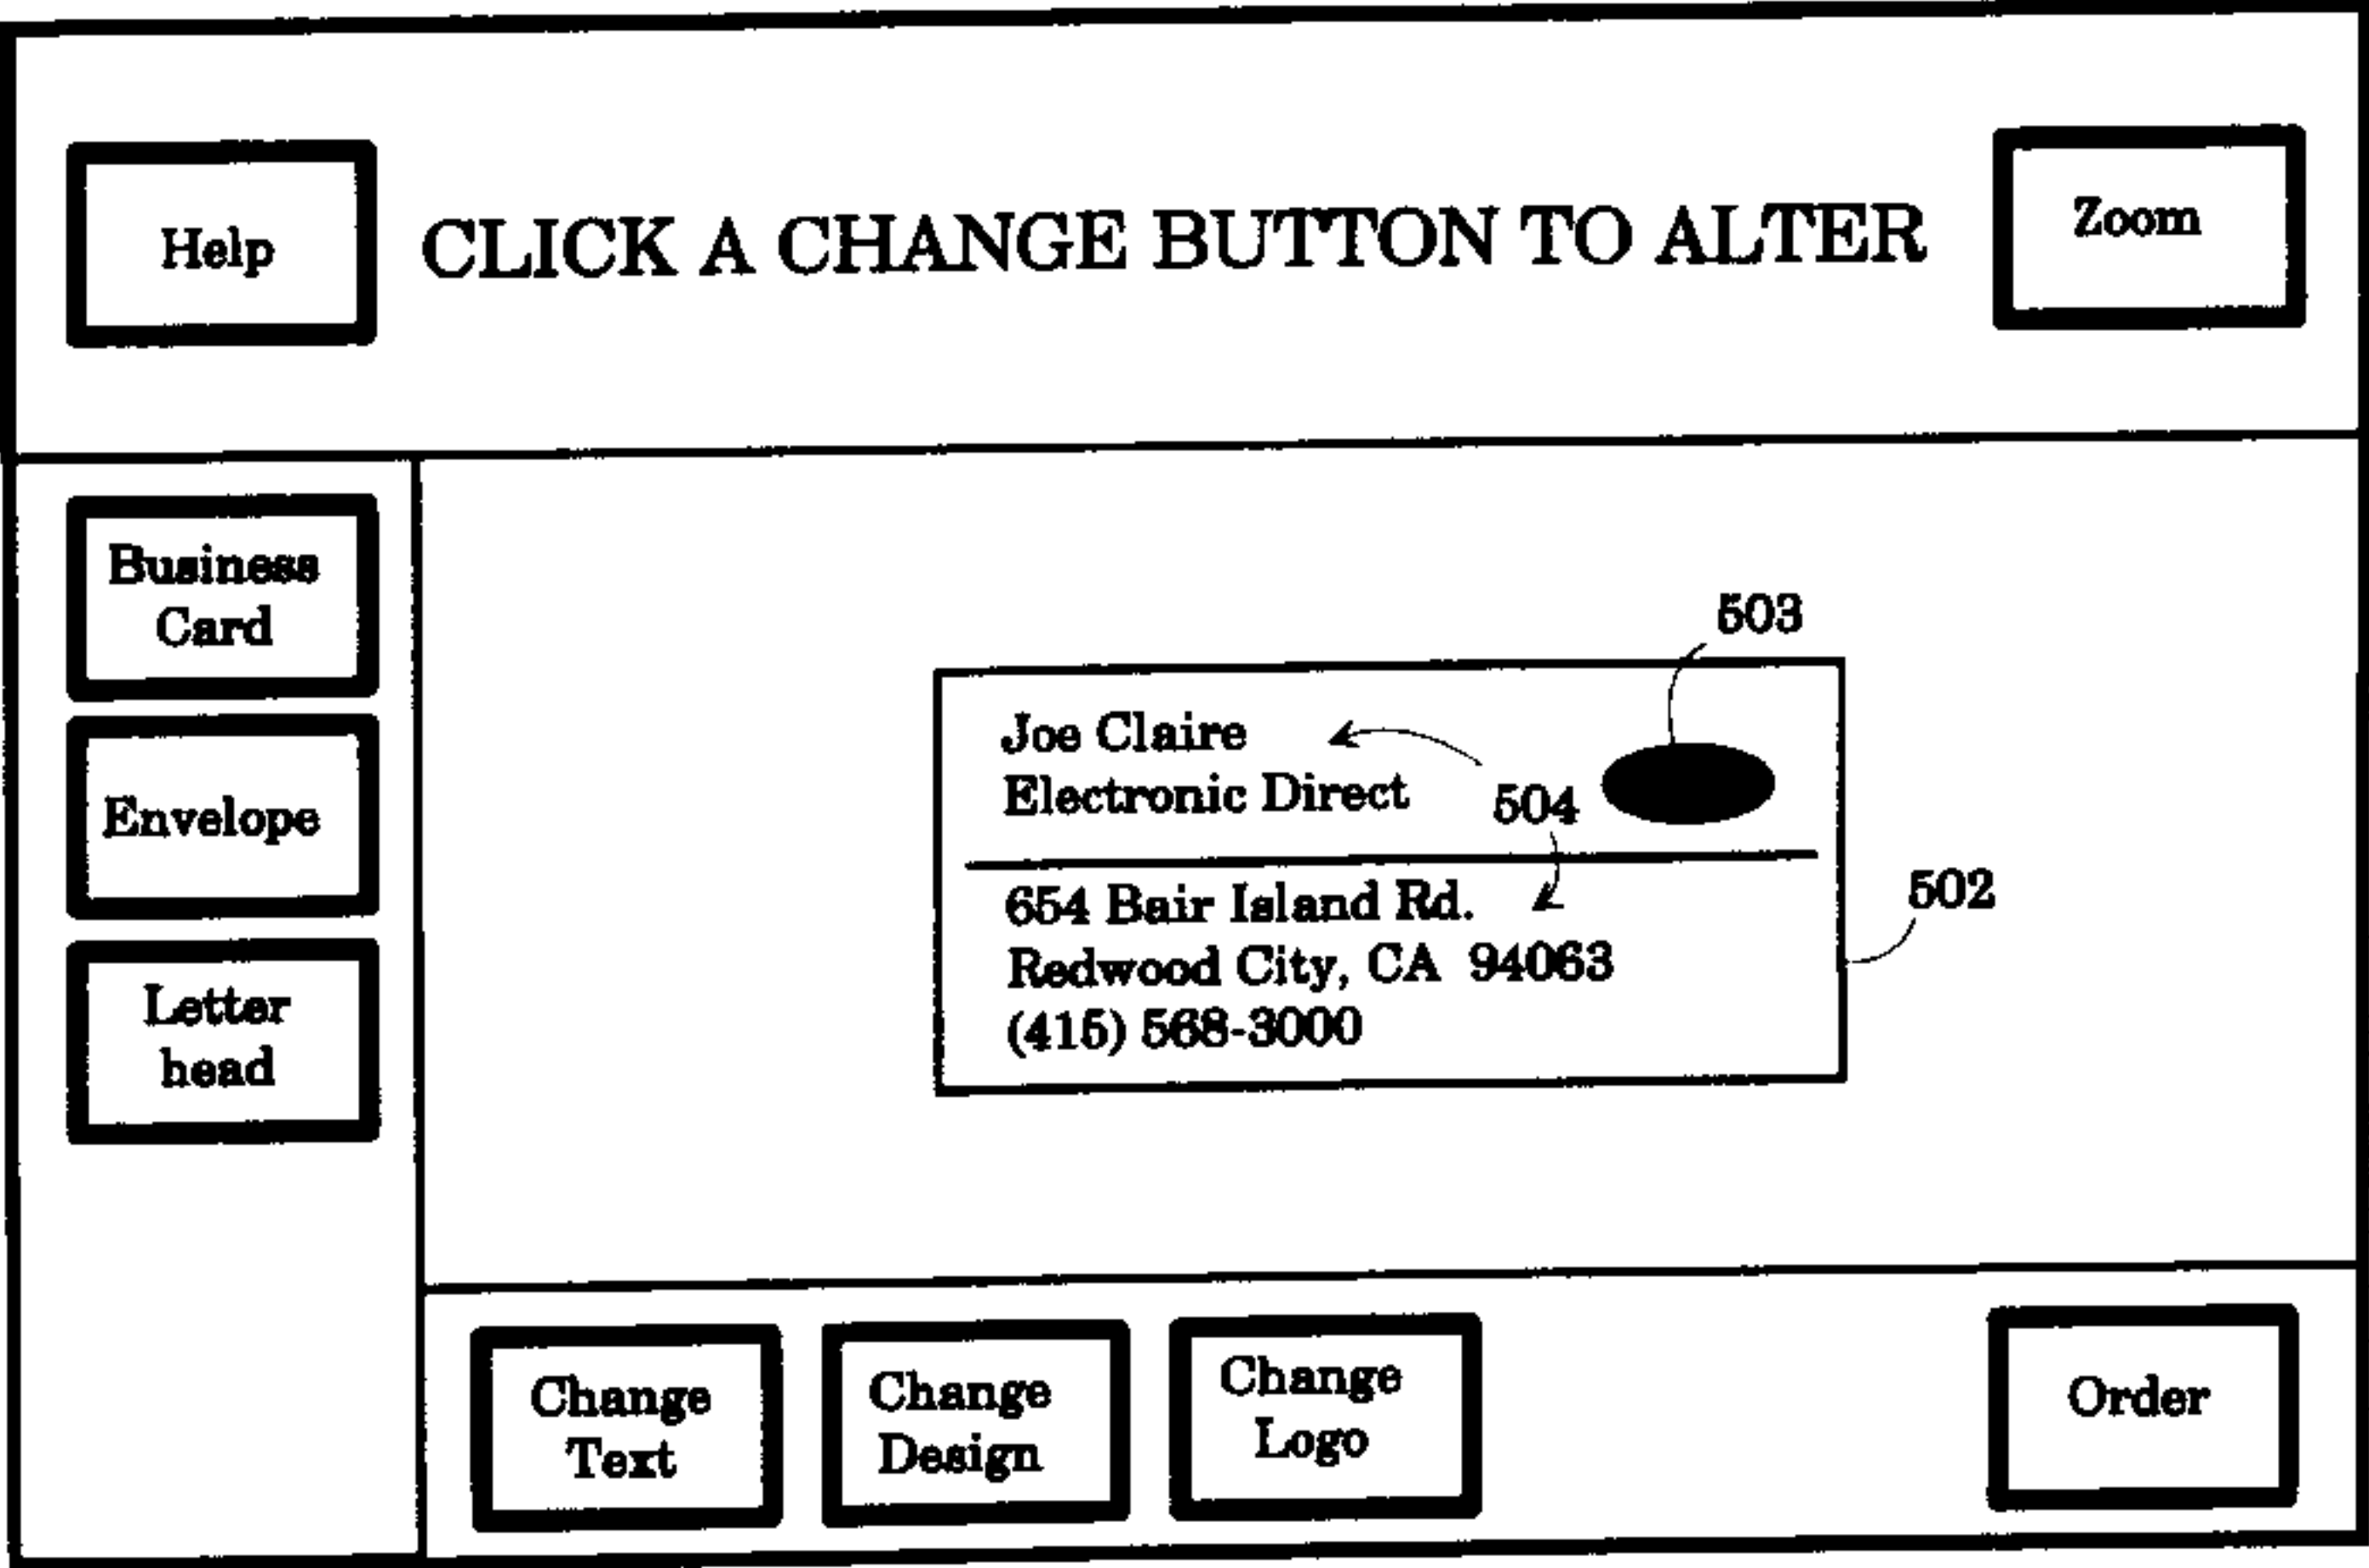 Help
CLICK A CHANGE BUTTON TO ALTER
Zoom
Business
Card
Envelope
Letter
head
503
Joe Claire
Electronic Direct
504
502
654 Bair Island Rd.
Redwood City, CA 94063
(415) 568-3000
Change
Text
Change
Design
Change
Logo
Order